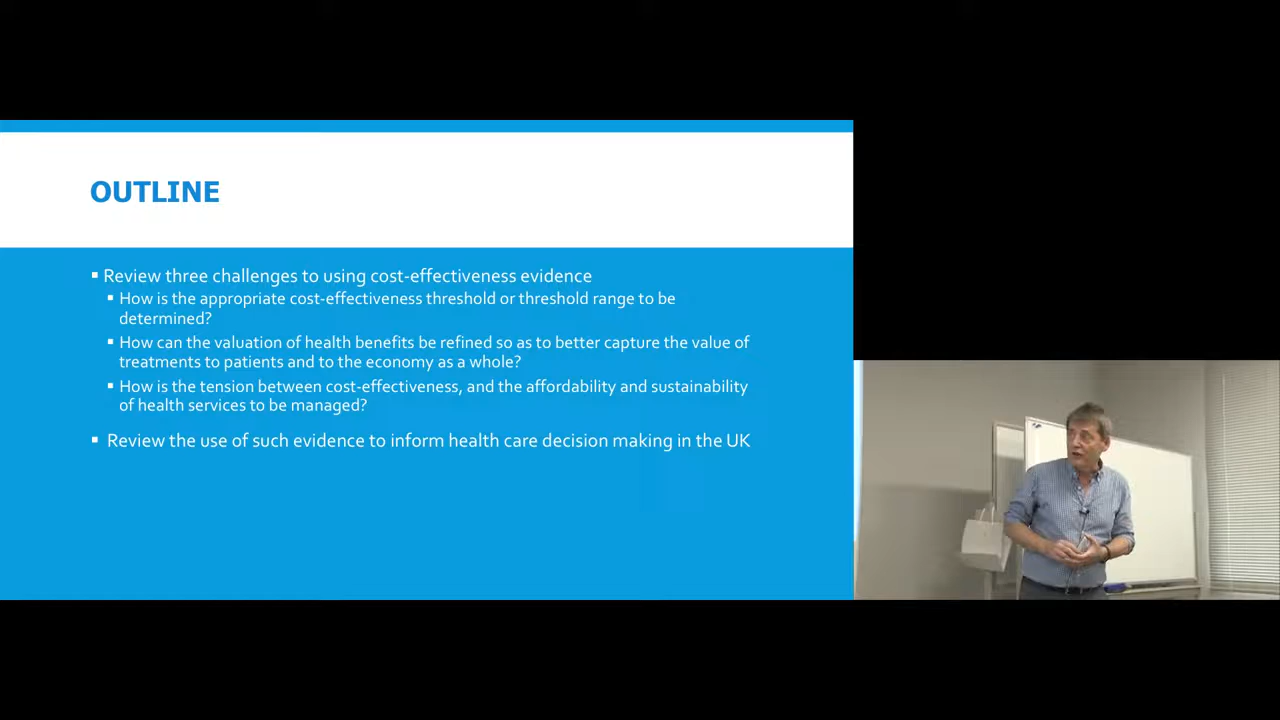 OUTLINE
▪ Review three challenges to using cost-effectiveness evidence
▪ How is the appropriate cost-effectiveness threshold or threshold range to be
determined?
▪ How can the valuation of health benefits be refined so as to better capture the value of
treatments to patients and to the economy as a whole?
▪ How is the tension between cost-effectiveness, and the affordability and sustainability
of health services to be managed?
▪ Review the use of such evidence to inform health care decision making in the UK